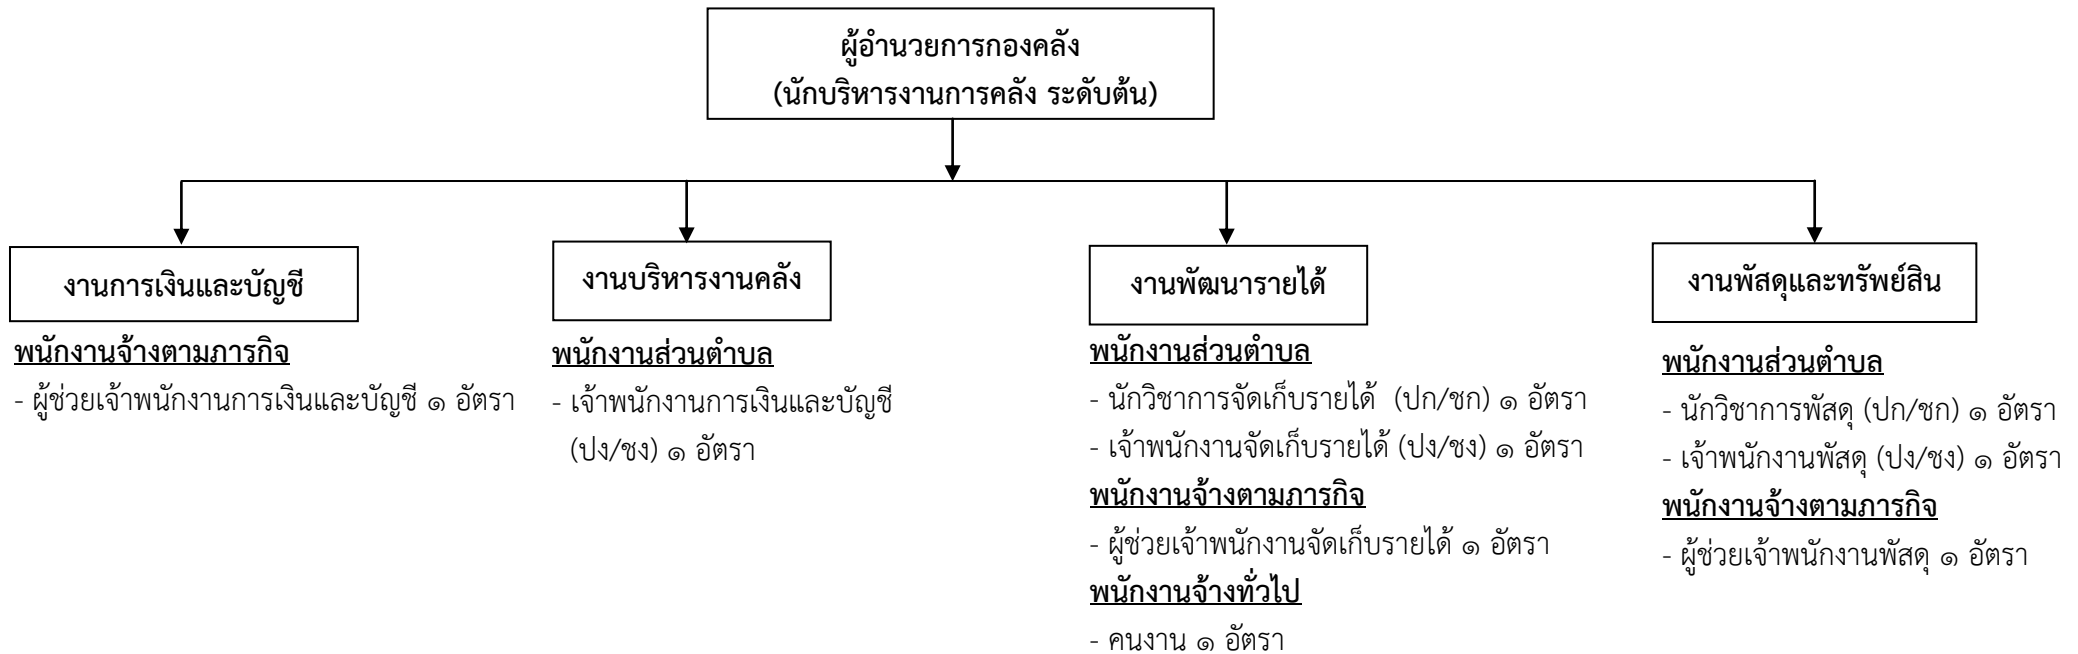 ผู้อำนวยการกองคลัง
(นักบริหารงานการคลัง ระดับต้น)
งานการเงินและบัญชี
พนักงานจ้างตามภารกิจ
- ผู้ช่วยเจ้าพนักงานการเงินและบัญชี ๑ อัตรา
งานบริหารงานคลัง
พนักงานส่วนตำบล
- เจ้าพนักงานการเงินและบัญชี
(ปง/ชง) ๑ อัตรา
งานพัฒนารายได้
พนักงานส่วนตำบล
- นักวิชาการจัดเก็บรายได้ (ปก/ชก) ๑ อัตรา
- เจ้าพนักงานจัดเก็บรายได้ (ปง/ชง) ๑ อัตรา
พนักงานจ้างตามภารกิจ
- ผู้ช่วยเจ้าพนักงานจัดเก็บรายได้ ๑ อัตรา
พนักงานจ้างทั่วไป
- คนงาน ๑ อัตรา
งานพัสดุและทรัพย์สิน
พนักงานส่วนตำบล
- นักวิชาการพัสดุ (ปก/ชก) ๑ อัตรา
- เจ้าพนักงานพัสดุ (ปง/ชง) ๑ อัตรา
พนักงานจ้างตามภารกิจ
- ผู้ช่วยเจ้าพนักงานพัสดุ ๑ อัตรา